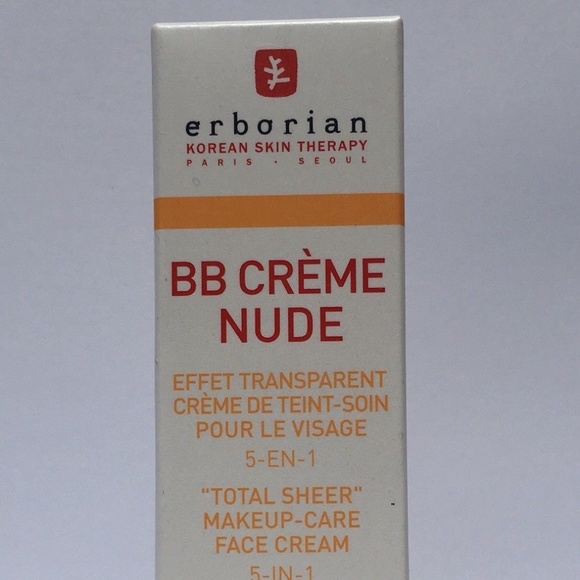 erborian
KOREAN SKIN THERAPY
PARIS · SEOUL
BB CRÈME
NUDE
EFFET TRANSPARENT
CRÈME DE TEINT-SOIN
POUR LE VISAGE
5-EN-1
"TOTAL SHEER"
MAKEUP-CARE
FACE CREAM
5-IN-1